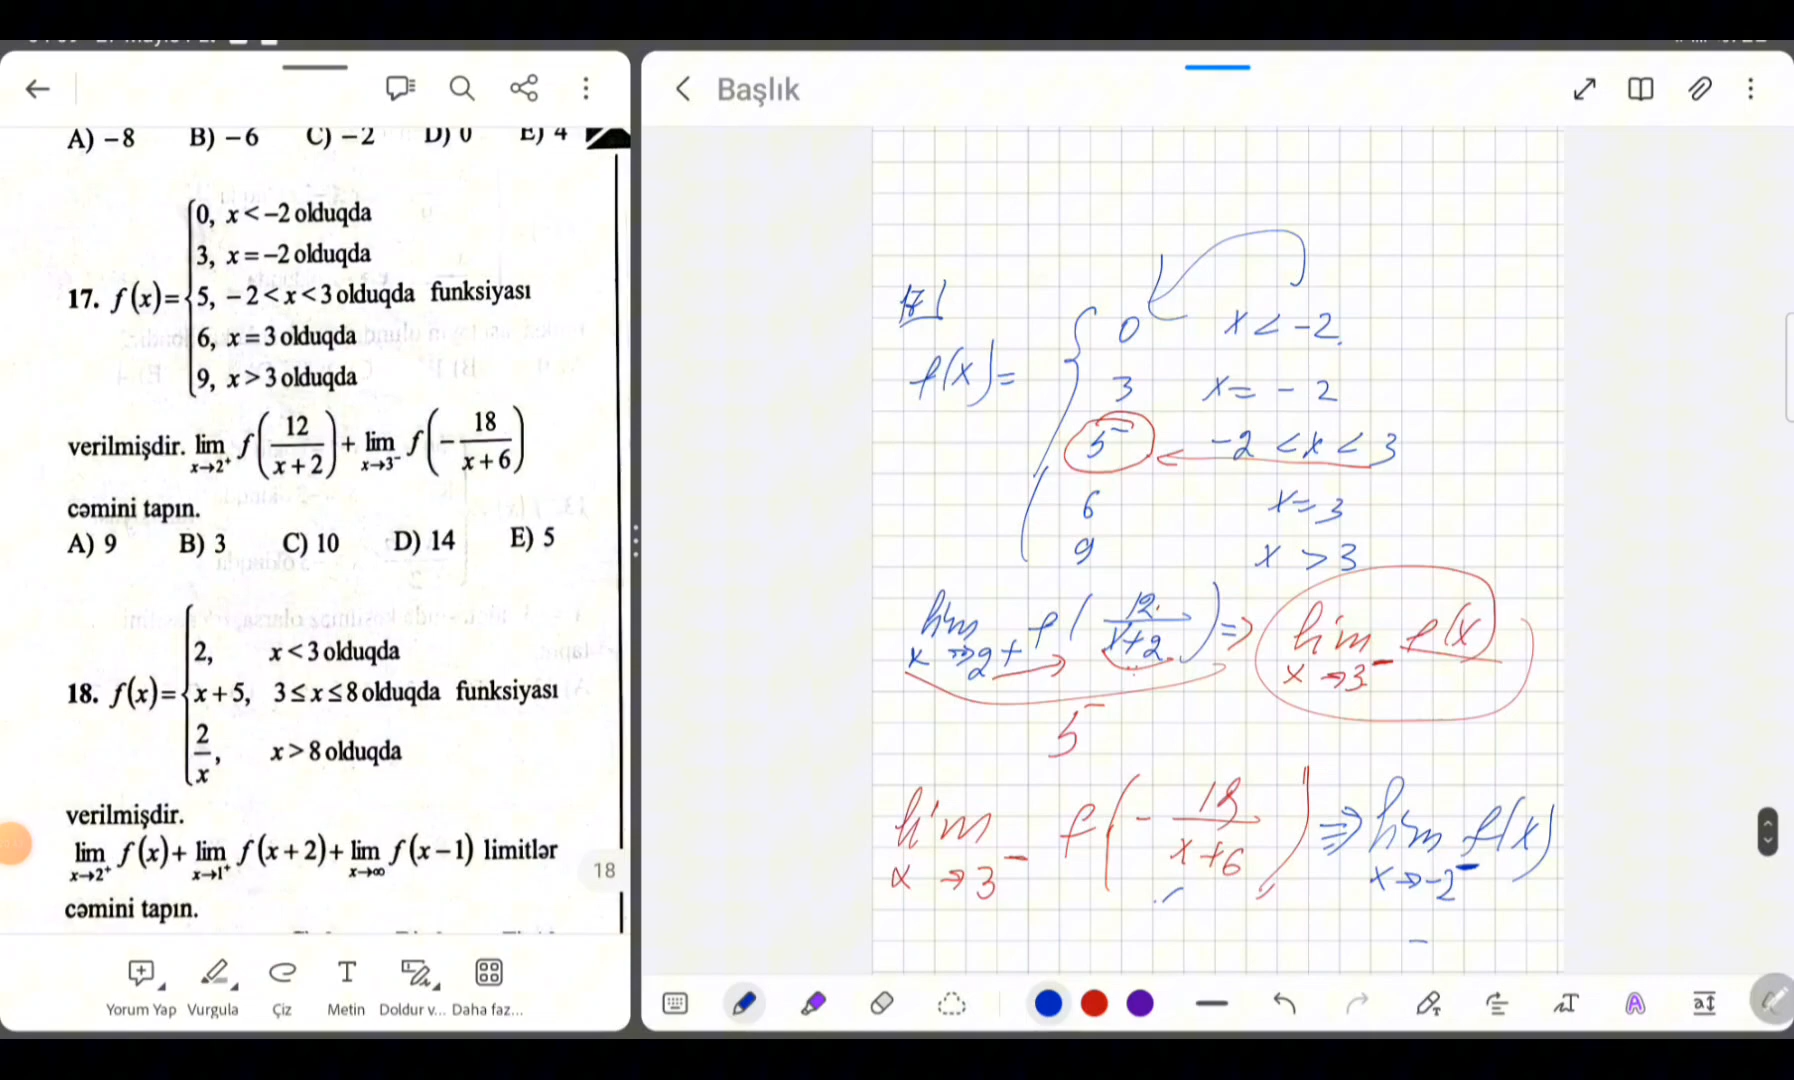 Başlık
A) −8 B) −6 C) −2 D) 0 E) 4
0, x < −2 olduqda
3, x = −2 olduqda
17. f(x) = 5, −2 < x < 3 olduqda funksiyası
6, x = 3 olduqda
9, x > 3 olduqda
verilmişdir. lim x→2⁺ f(12/(x+2)) + lim x→3⁻ f(−18/(x+6))
cəmini tapın.
A) 9 B) 3 C) 10 D) 14 E) 5
2, x < 3 olduqda
18. f(x) = x + 5, 3 ≤ x ≤ 8 olduqda funksiyası
2/x, x > 8 olduqda
verilmişdir.
lim x→2⁺ f(x) + lim x→1⁺ f(x+2) + lim x→∞ f(x−1) limitlər
18
cəmini tapın.
Yorum Yap Vurgula Çiz Metin Doldur v... Daha faz...
17
f(x) = 0 x < −2
3 x = −2
5 −2 < x < 3
6 x = 3
9 x > 3
lim x→2+ f(12/(x+2)) ⇒ lim x→3⁻ f(x)
5
lim x→3⁻ f(−18/(x+6)) ⇒ lim x→−2⁻ f(x)
T
A